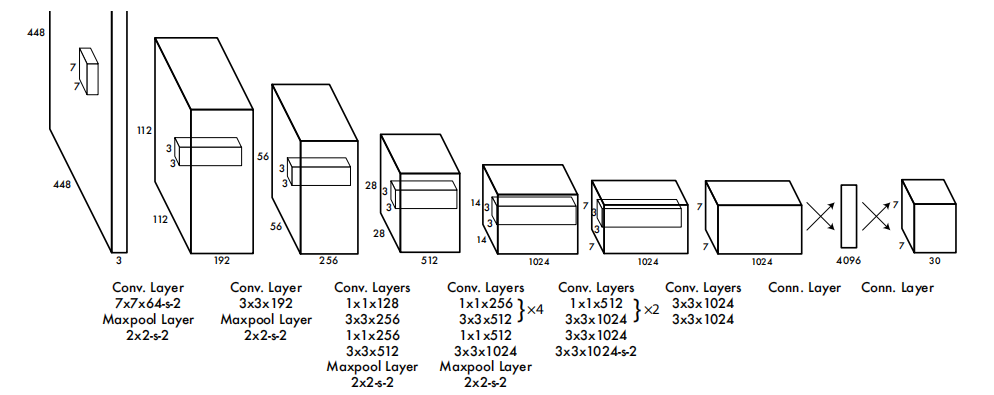 448
7
7
448
3
112
3
3
112
192
56
3
3
56
256
28
3
3
28
512
14
3
3
14
1024
7
3
7
1024
7
7
1024
4096
7
7
30
Conv. Layer
7x7x64-s-2
Maxpool Layer
2x2-s-2
Conv. Layer
3x3x192
Maxpool Layer
2x2-s-2
Conv. Layers
1x1x128
3x3x256
1x1x256
3x3x512
Maxpool Layer
2x2-s-2
Conv. Layers
1x1x256
3x3x512
}×4
1x1x512
3x3x1024
Maxpool Layer
2x2-s-2
Conv. Layers
1x1x512
3x3x1024
}×2
3x3x1024
3x3x1024-s-2
Conv. Layers
3x3x1024
3x3x1024
Conn. Layer
Conn. Layer